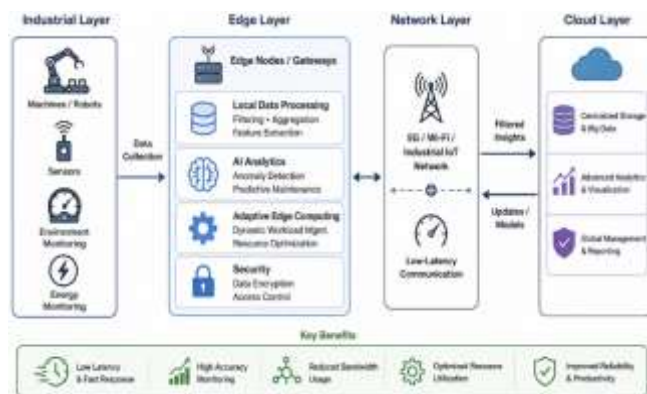 Industrial Layer
Machines / Robots
Sensors
Environment
Monitoring
Energy
Monitoring
Data
Collection
Edge Layer
Edge Nodes / Gateways
Local Data Processing
Filtering • Aggregation
Feature Extraction
AI Analytics
Anomaly Detection
Predictive Maintenance
Adaptive Edge Computing
Dynamic Workload Mgmt.
Resource Optimization
Security
Data Encryption
Access Control
Network Layer
5G / Wi-Fi /
Industrial IoT
Network
Low-Latency
Communication
Filtered
Insights
Updates /
Models
Cloud Layer
Centralized Storage
& Big Data
Advanced Analytics
& Visualization
Global Management
& Reporting
Key Benefits
Low Latency
& Fast Response
High Accuracy
Monitoring
Reduced Bandwidth
Usage
Optimized Resource
Utilization
Improved Reliability
& Productivity